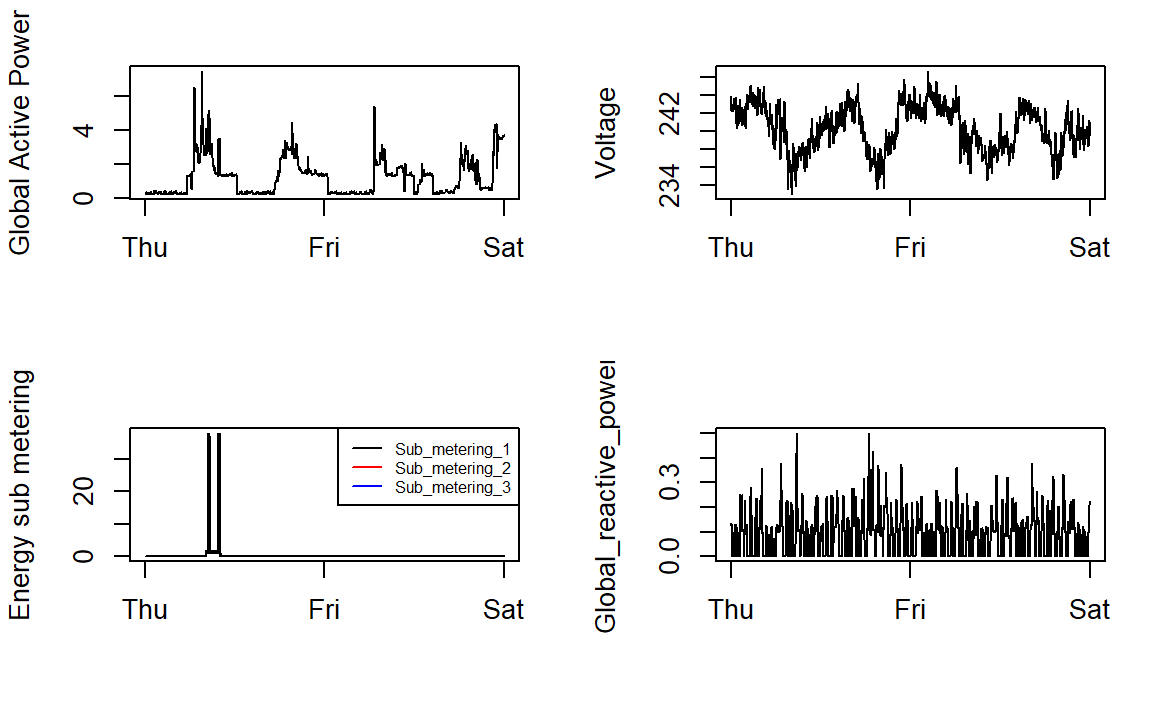 Global Active Power
0 4
Thu Fri Sat
Voltage
234 242
Thu Fri Sat
Energy sub metering
0 20
Sub_metering_1
Sub_metering_2
Sub_metering_3
Thu Fri Sat
Global_reactive_power
0.0 0.3
Thu Fri Sat